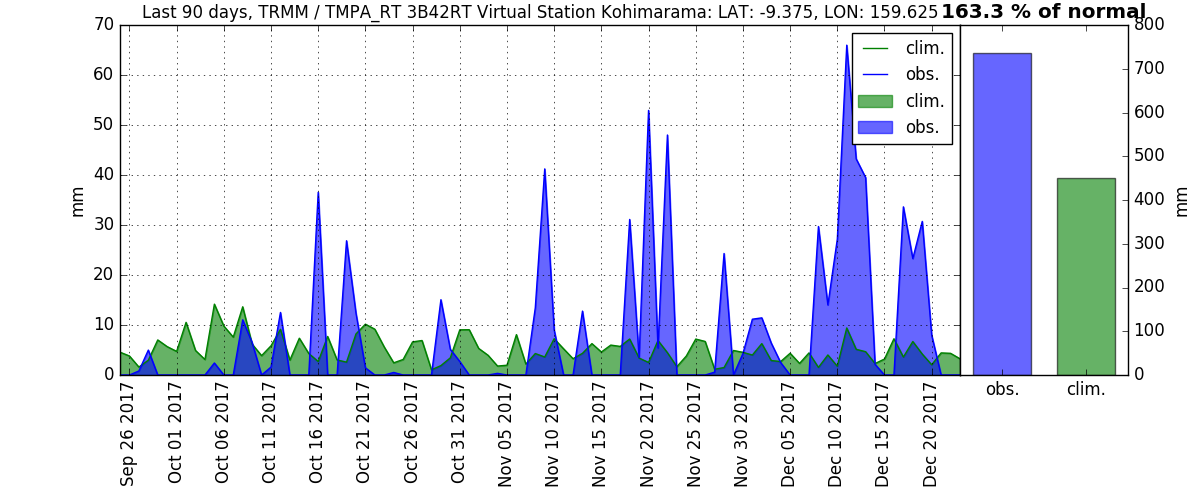 Last 90 days, TRMM / TMPA_RT 3B42RT Virtual Station Kohimarama: LAT: -9.375, LON: 159.625 163.3 % of normal
70
60
50
40
30
20
10
0
mm
clim.
obs.
clim.
obs.
800
700
600
500
400
300
200
100
0
mm
Sep 26 2017
Oct 01 2017
Oct 06 2017
Oct 11 2017
Oct 16 2017
Oct 21 2017
Oct 26 2017
Oct 31 2017
Nov 05 2017
Nov 10 2017
Nov 15 2017
Nov 20 2017
Nov 25 2017
Nov 30 2017
Dec 05 2017
Dec 10 2017
Dec 15 2017
Dec 20 2017
obs.
clim.